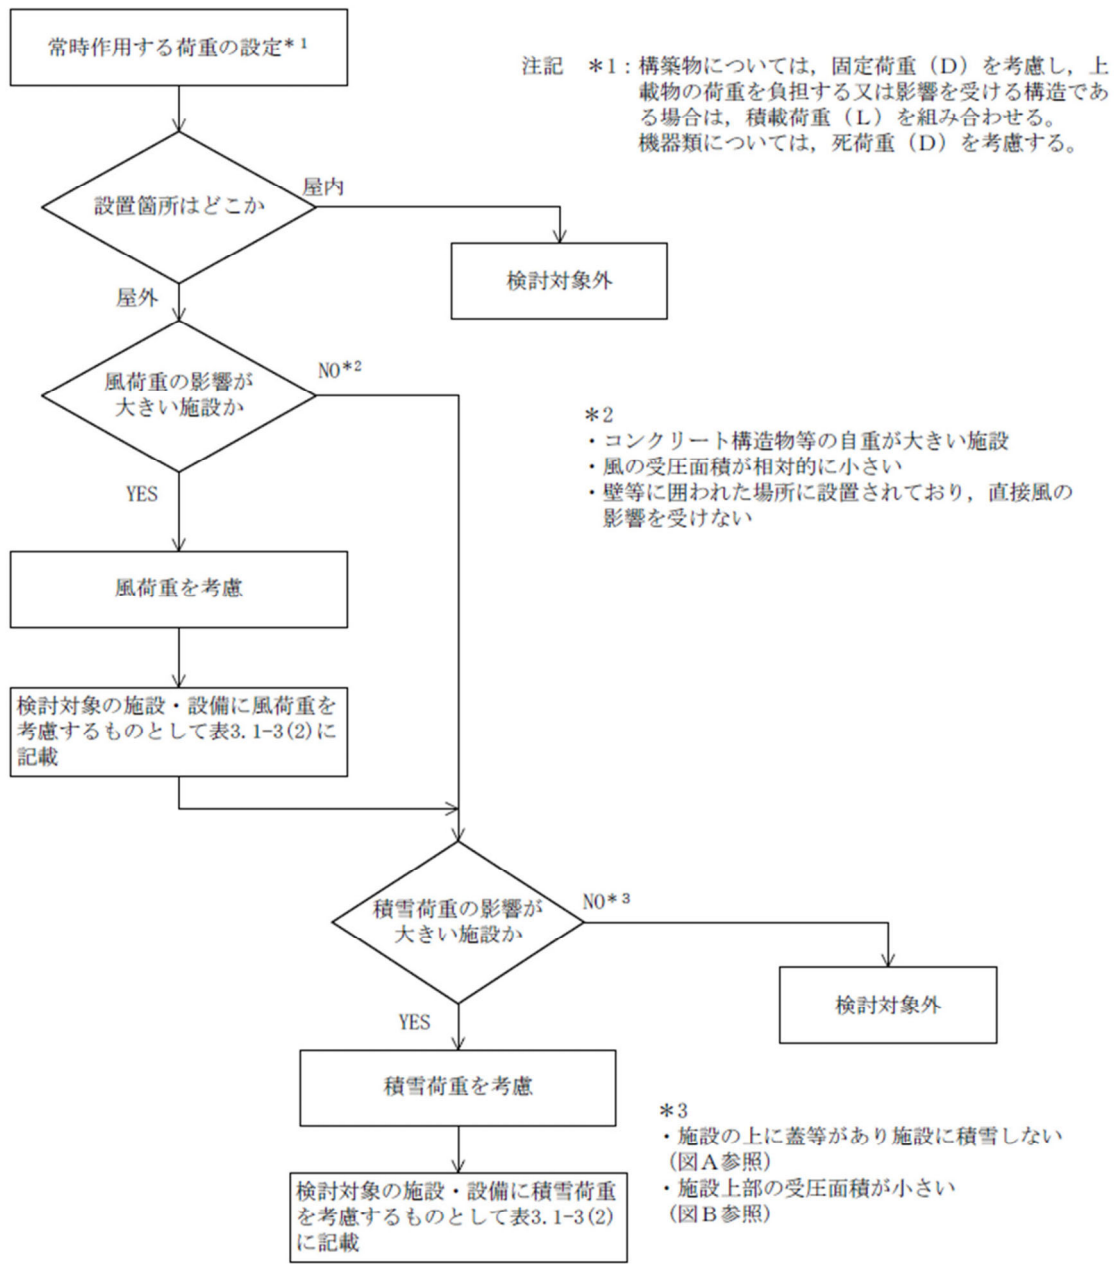 常時作用する荷重の設定＊1
注記　＊1：構築物については，固定荷重（D）を考慮し，上
載物の荷重を負担する又は影響を受ける構造であ
る場合は，積載荷重（L）を組み合わせる。
機器類については，死荷重（D）を考慮する。
設置箇所はどこか
屋内
検討対象外
屋外
風荷重の影響が
大きい施設か
NO＊2
＊2
・コンクリート構造物等の自重が大きい施設
・風の受圧面積が相対的に小さい
・壁等に囲われた場所に設置されており，直接風の
影響を受けない
YES
風荷重を考慮
検討対象の施設・設備に風荷重を
考慮するものとして表3.1-3(2)に
記載
積雪荷重の影響が
大きい施設か
NO＊3
検討対象外
YES
積雪荷重を考慮
＊3
・施設の上に蓋等があり施設に積雪しない
（図A参照）
・施設上部の受圧面積が小さい
（図B参照）
検討対象の施設・設備に積雪荷重
を考慮するものとして表3.1-3(2)
に記載